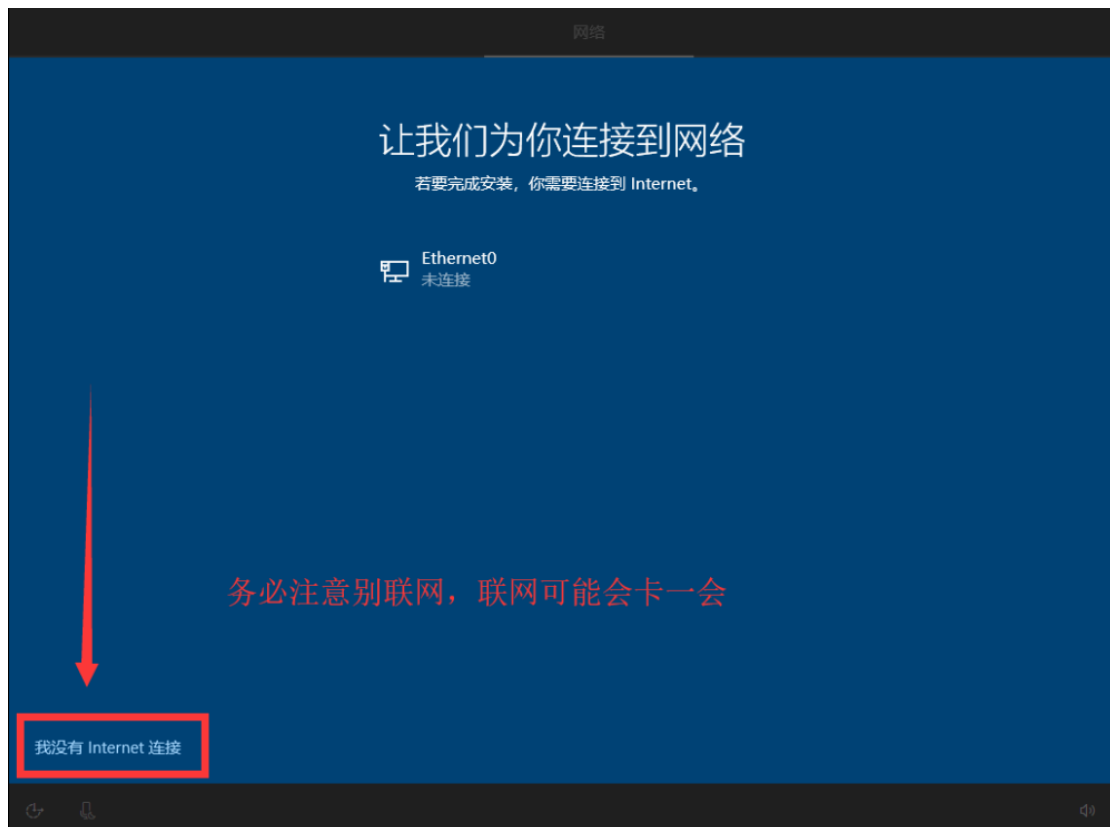 网络
让我们为你连接到网络
若要完成安装，你需要连接到 Internet。
Ethernet0
未连接
务必注意别联网，联网可能会卡一会
我没有 Internet 连接